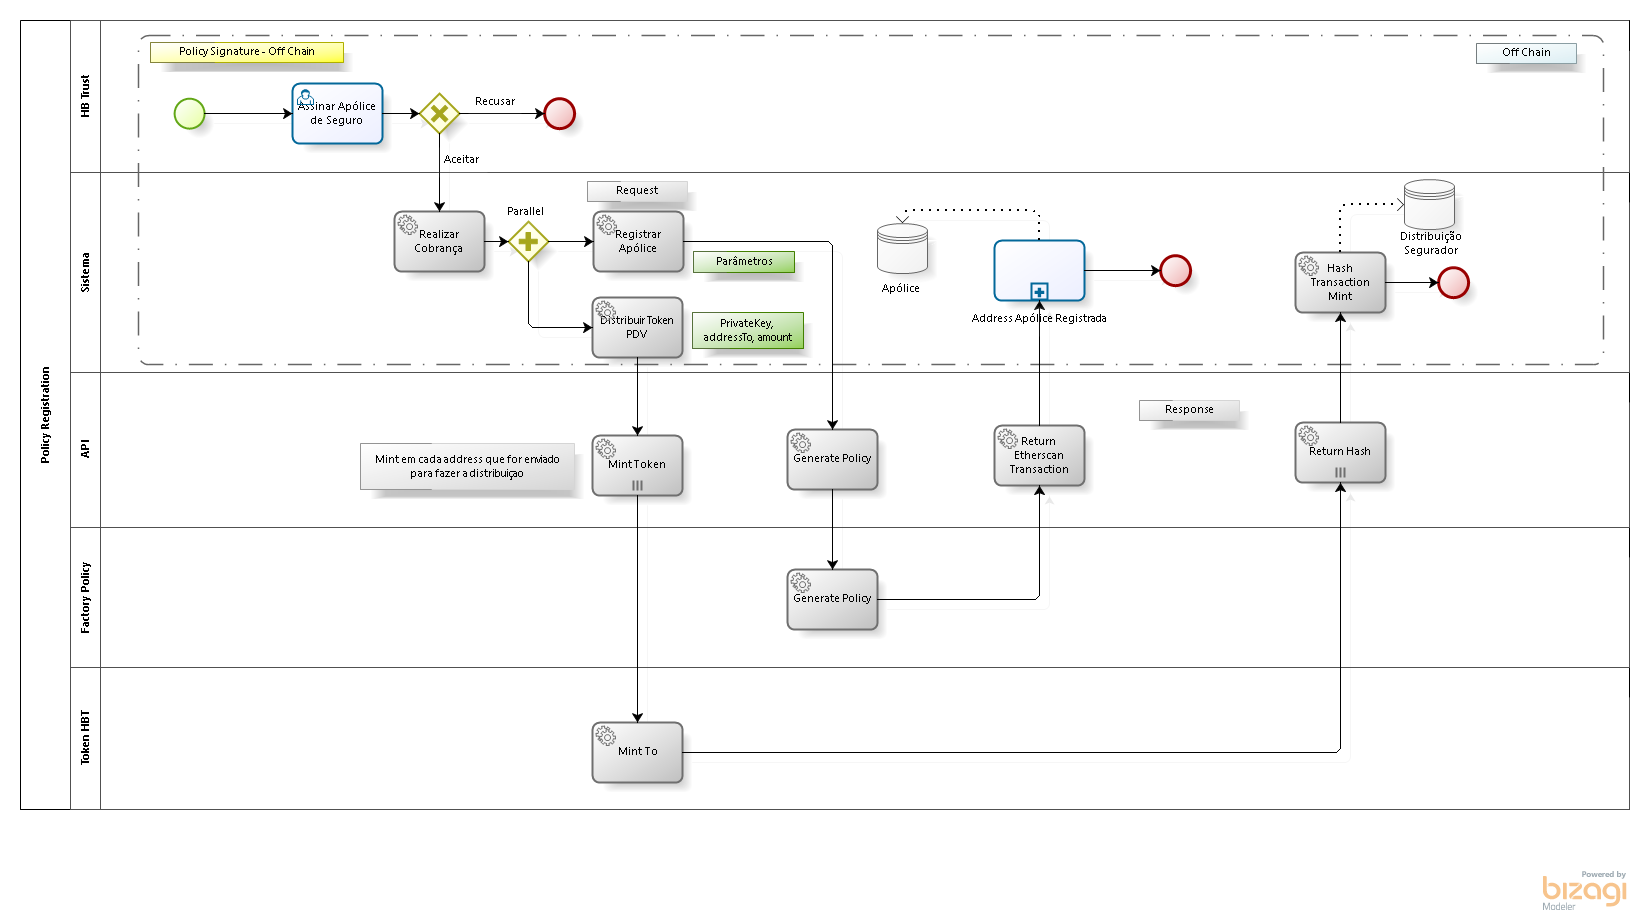 Policy Registration
HB Trust
Policy Signature - Off Chain
Off Chain
Assinar Apólice
de Seguro
Recusar
Aceitar
Sistema
Realizar
Cobrança
Parallel
Request
Registrar
Apólice
Parâmetros
Distribuir Token
PDV
PrivateKey,
addressTo, amount
Apólice
Address Apólice Registrada
Hash
Transaction
Mint
Distribuição
Segurador
API
Mint em cada address que for enviado
para fazer a distribuiçao
Mint Token
Generate Policy
Return
Etherscan
Transaction
Response
Return Hash
Factory Policy
Generate Policy
Token HBT
Mint To
Powered by
bizagi
Modeler